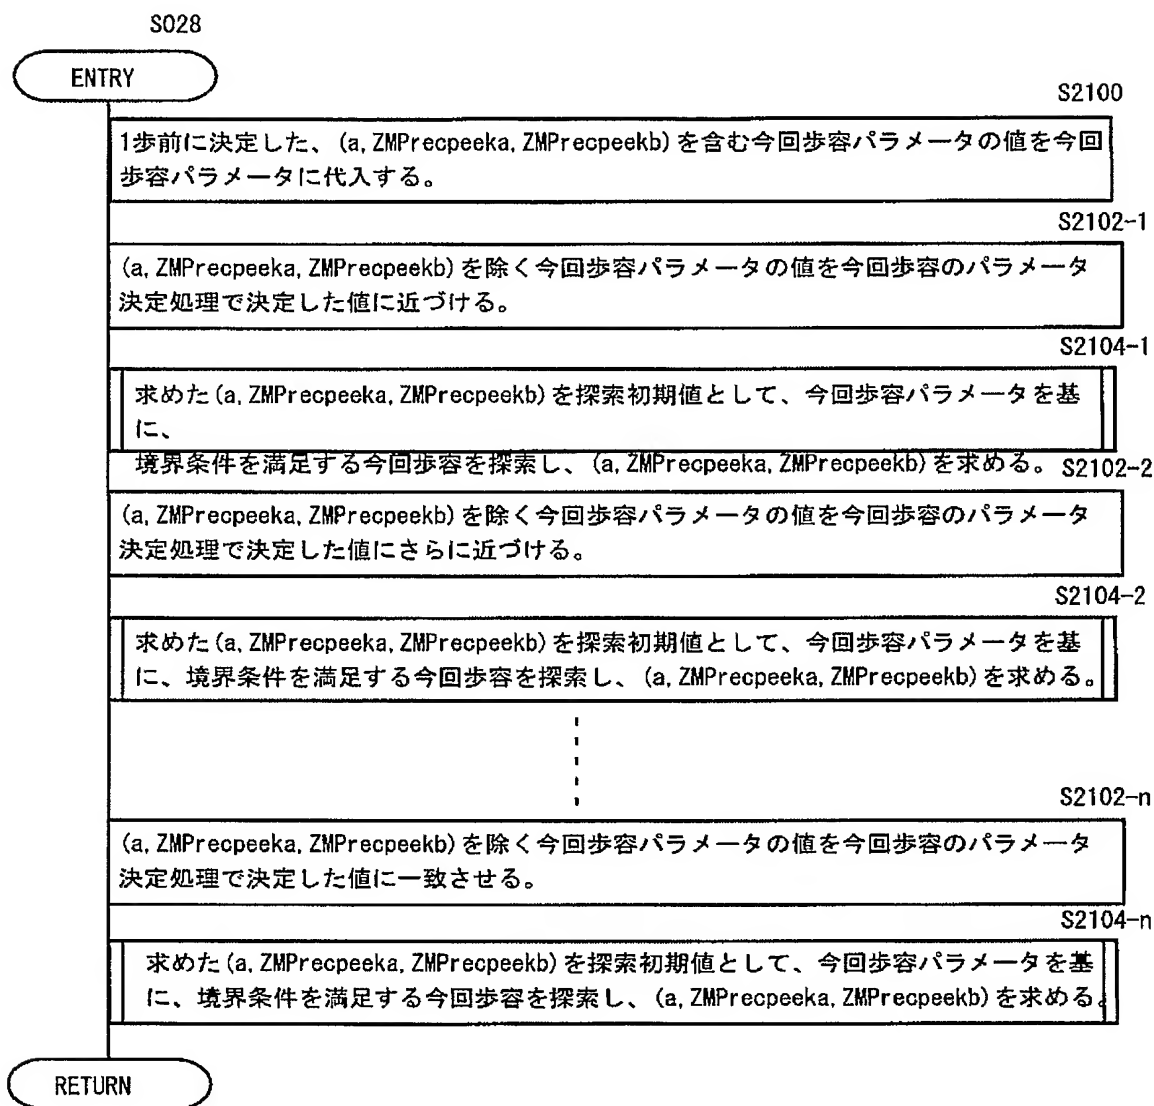 S028
ENTRY
S2100
1歩前に決定した、(a, ZMPrecpeeka, ZMPrecpeekb)を含む今回歩容パラメータの値を今回
歩容パラメータに代入する。
S2102-1
(a, ZMPrecpeeka, ZMPrecpeekb)を除く今回歩容パラメータの値を今回歩容のパラメータ
決定処理で決定した値に近づける。
S2104-1
求めた(a, ZMPrecpeeka, ZMPrecpeekb)を探索初期値として、今回歩容パラメータを基
に、
境界条件を満足する今回歩容を探索し、(a, ZMPrecpeeka, ZMPrecpeekb)を求める。
S2102-2
(a, ZMPrecpeeka, ZMPrecpeekb)を除く今回歩容パラメータの値を今回歩容のパラメータ
決定処理で決定した値にさらに近づける。
S2104-2
求めた(a, ZMPrecpeeka, ZMPrecpeekb)を探索初期値として、今回歩容パラメータを基
に、境界条件を満足する今回歩容を探索し、(a, ZMPrecpeeka, ZMPrecpeekb)を求める。
S2102-n
(a, ZMPrecpeeka, ZMPrecpeekb)を除く今回歩容パラメータの値を今回歩容のパラメータ
決定処理で決定した値に一致させる。
S2104-n
求めた(a, ZMPrecpeeka, ZMPrecpeekb)を探索初期値として、今回歩容パラメータを基
に、境界条件を満足する今回歩容を探索し、(a, ZMPrecpeeka, ZMPrecpeekb)を求める。
RETURN